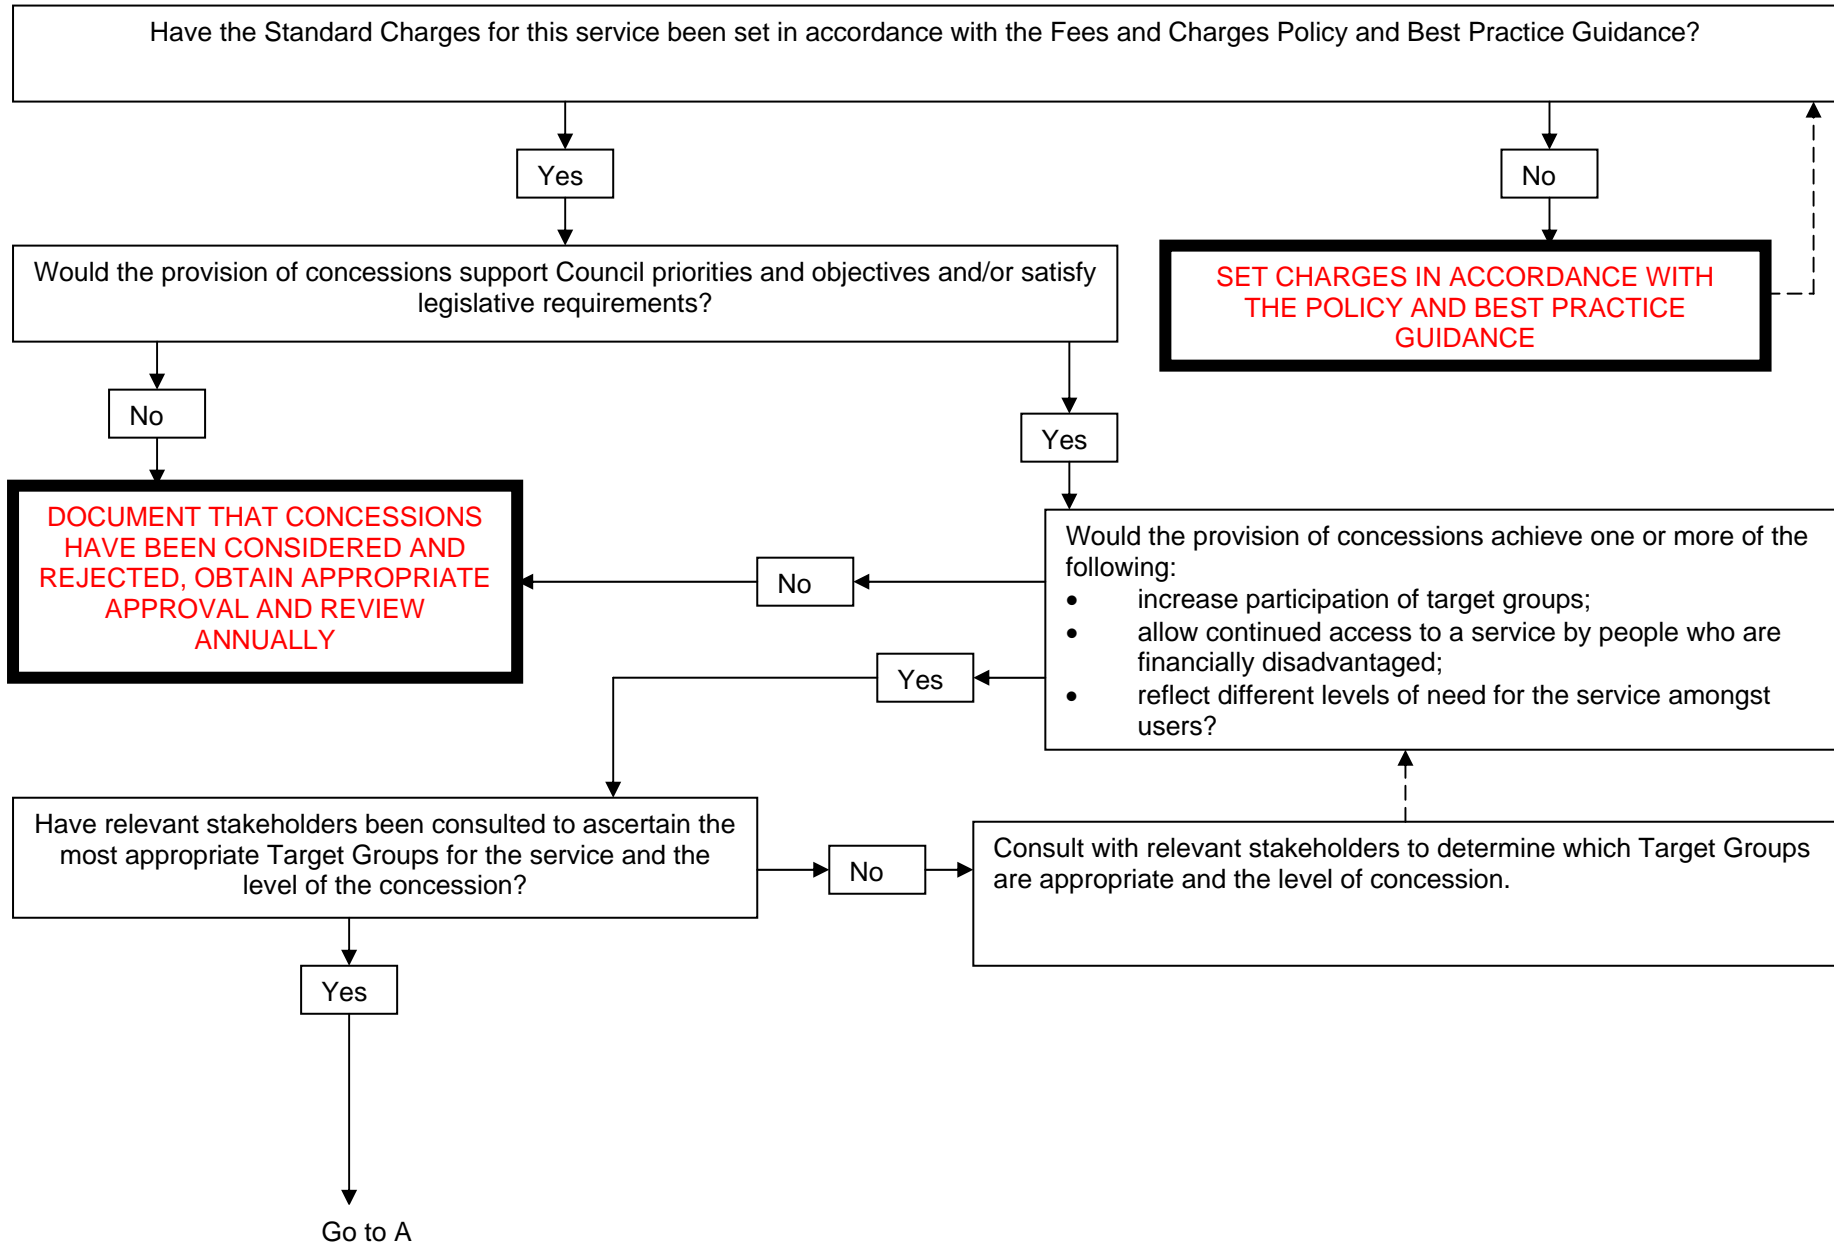 Have the Standard Charges for this service been set in accordance with the Fees and Charges Policy and Best Practice Guidance?
Yes
No
Would the provision of concessions support Council priorities and objectives and/or satisfy
legislative requirements?
SET CHARGES IN ACCORDANCE WITH
THE POLICY AND BEST PRACTICE
GUIDANCE
No
Yes
DOCUMENT THAT CONCESSIONS
HAVE BEEN CONSIDERED AND
REJECTED, OBTAIN APPROPRIATE
APPROVAL AND REVIEW
ANNUALLY
No
Would the provision of concessions achieve one or more of the
following:
• increase participation of target groups;
• allow continued access to a service by people who are
financially disadvantaged;
• reflect different levels of need for the service amongst
users?
Yes
Have relevant stakeholders been consulted to ascertain the
most appropriate Target Groups for the service and the
level of the concession?
No
Consult with relevant stakeholders to determine which Target Groups
are appropriate and the level of concession.
Yes
Go to A